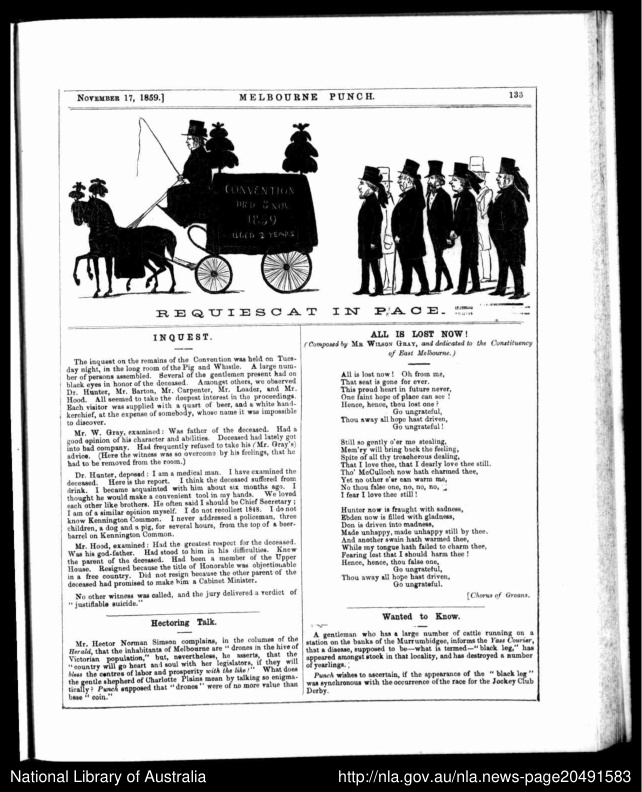 NOVEMBER 17, 1859.] MELBOURNE PUNCH. 133
CONVENTION
DIED 8 NOV.
1859
AGED 2 YEARS
REQUIESCAT IN PACE.
INQUEST.
The inquest on the remains of the Convention was held on Tues-
day night, in the long room of the Pig and Whistle. A large num-
ber of persons assembled. Several of the gentlemen present had on
black eyes in honor of the deceased. Amongst others, we observed
Dr. Hunter, Mr. Barton, Mr. Carpenter, Mr. Loader, and Mr.
Hood. All seemed to take the deepest interest in the proceedings.
Each visitor was supplied with a quart of beer, and a white hand-
kerchief, at the expense of somebody, whose name it was impossible
to discover.
Mr. W. Gray, examined: Was father of the deceased. Had a
good opinion of his character and abilities. Deceased had lately got
into bad company. Had frequently refused to take his (Mr. Gray's)
advice. (Here the witness was so overcome by his feelings, that he
had to be removed from the room.)
Dr. Hunter, deposed: I am a medical man. I have examined the
deceased. Here is the report. I think the deceased suffered from
drink. I became acquainted with him about six months ago. I
thought he would make a convenient tool in my hands. We loved
each other like brothers. He often said I should be Chief Secretary;
I am of a similar opinion myself. I do not recollect 1848. I do not
know Kennington Common. I never addressed a policeman, three
children, a dog and a pig, for several hours, from the top of a beer-
barrel on Kennington Common.
Mr. Hood, examined: Had the greatest respect for the deceased.
Was his god-father. Had stood to him in his difficulties. Knew
the parent of the deceased. Had been a member of the Upper
House. Resigned because the title of Honorable was objectionable
in a free country. Did not resign because the other parent of the
deceased had promised to make him a Cabinet Minister.
No other witness was called, and the jury delivered a verdict of
"justifiable suicide."
Hectoring Talk.
Mr. Hector Norman Simson complains, in the columns of the
Herald, that the inhabitants of Melbourne are "drones in the hive of
Victorian population," but, nevertheless, he asserts, that the
"country will go heart and soul with her legislators, if they will
bless the centres of labor and prosperity with the like!" What does
the gentle shepherd of Charlotte Plains mean by talking so enigma-
tically? Punch supposed that "drones" were of no more value than
base "coin."
ALL IS LOST NOW!
(Composed by MR WILSON GRAY, and dedicated to the Constituency
of East Melbourne.)
All is lost now! Oh from me,
That seat is gone for ever.
This proud heart in future never,
One faint hope of place can see!
Hence, hence, thou lost one
Go ungrateful,
Thou away all hope hast driven,
Go ungrateful!
Still so gently o'er me stealing,
Mem'ry will bring back the feeling,
Spite of all thy treacherous dealing,
That I love thee, that I dearly love thee still.
Tho' McCulloch now hath charmed thee,
Yet no other e'er can warm me,
No thou false one, no, no, no,
I fear I love thee still!
Hunter now is fraught with sadness,
Ebden now is filled with gladness,
Don is driven into madness,
Made unhappy, made unhappy still by thee.
And another swain hath warmed thee,
While my tongue hath failed to charm thee,
Fearing lest that I should harm thee!
Hence, hence, thou false one,
Go ungrateful,
Thou away all hope hast driven,
Go ungrateful.
[Chorus of Groans.
Wanted to Know.
A gentleman who has a large number of cattle running on a
station on the banks of the Murrumbidgee, informs the Yass Courier,
that a disease, supposed to be—what is termed—"black leg," has
appeared amongst stock in that locality, and has destroyed a number
of yearlings.
Punch wishes to ascertain, if the appearance of the "black leg"
was synchronous with the occurrence of the race for the Jockey Club
Derby.
National Library of Australia http://nla.gov.au/nla.news-page20491583